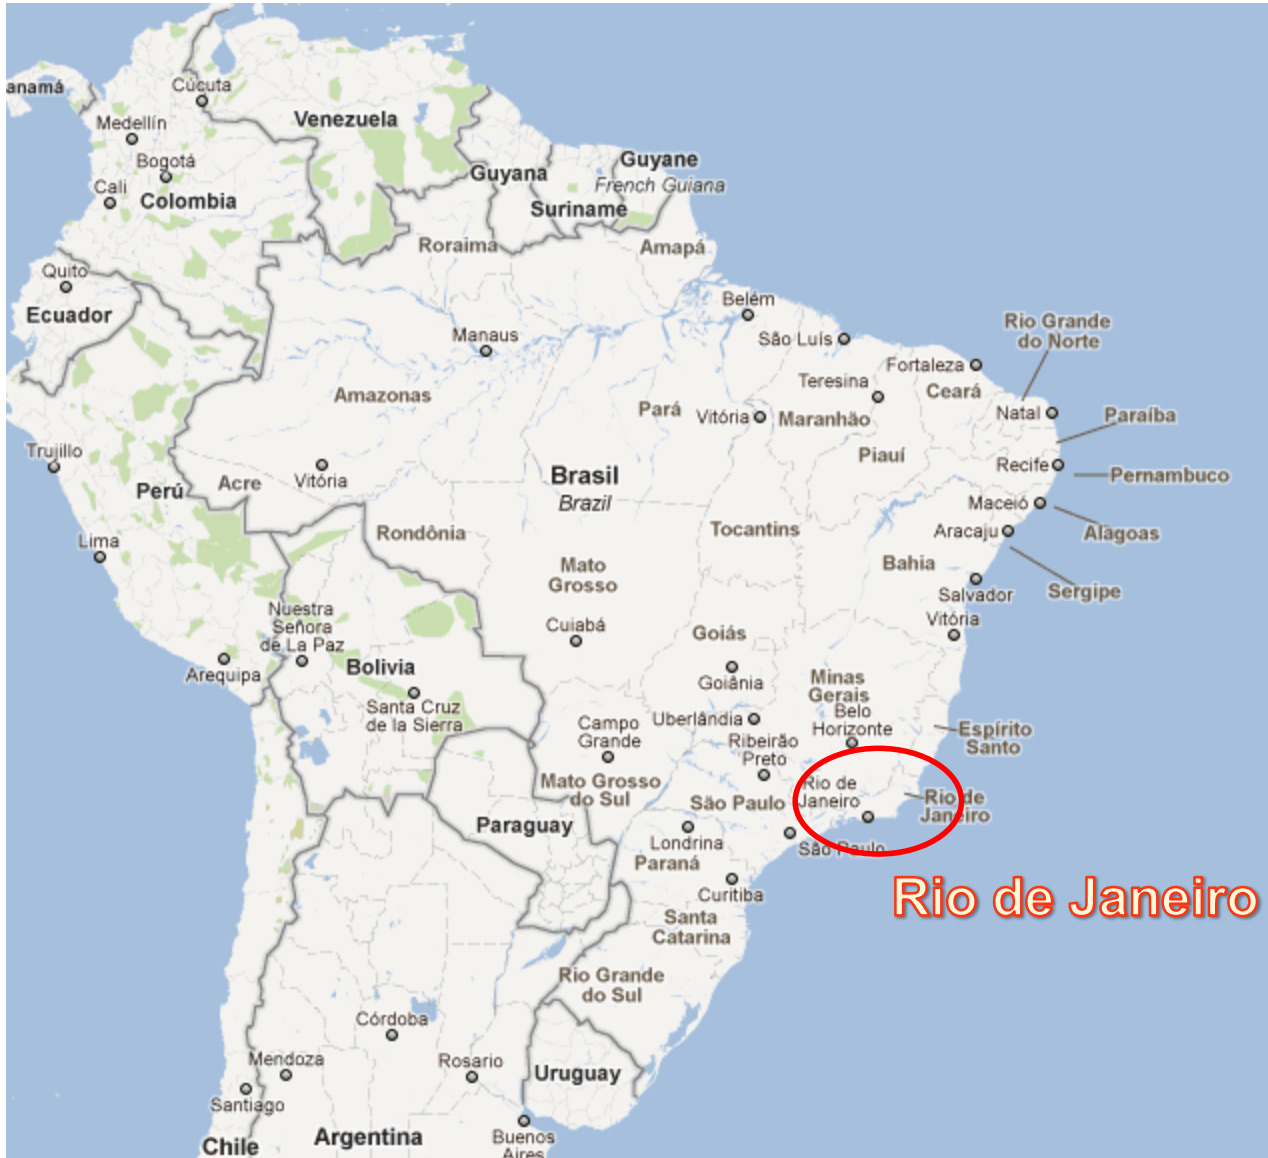 anamá
Cúcuta
Medellín
Bogotá
Cali
Colombia
Venezuela
Guyana
Suriname
Guyane
French Guiana
Roraima
Amapá
Quito
Ecuador
Manaus
Belém
São Luís
Rio Grande
do Norte
Fortaleza
Teresina
Ceará
Amazonas
Pará
Vitória
Maranhão
Natal
Paraíba
Trujillo
Perú
Acre
Vitória
Brasil
Brazil
Piauí
Recife
Pernambuco
Maceió
Alagoas
Aracaju
Lima
Rondônia
Tocantins
Mato
Grosso
Bahia
Sergipe
Salvador
Nuestra
Señora
de La Paz
Cuiabá
Goiás
Vitória
Arequipa
Bolivia
Santa Cruz
de la Sierra
Goiânia
Minas
Gerais
Belo
Horizonte
Campo
Grande
Uberlândia
Ribeirão
Preto
Espírito
Santo
Mato Grosso
do Sul
São Paulo
Rio de
Janeiro
Rio de
Janeiro
Paraguay
Londrina
Paraná
São Paulo
Curitiba
Rio de Janeiro
Santa
Catarina
Rio Grande
do Sul
Córdoba
Mendoza
Rosario
Uruguay
Santiago
Chile
Argentina
Buenos
Aires